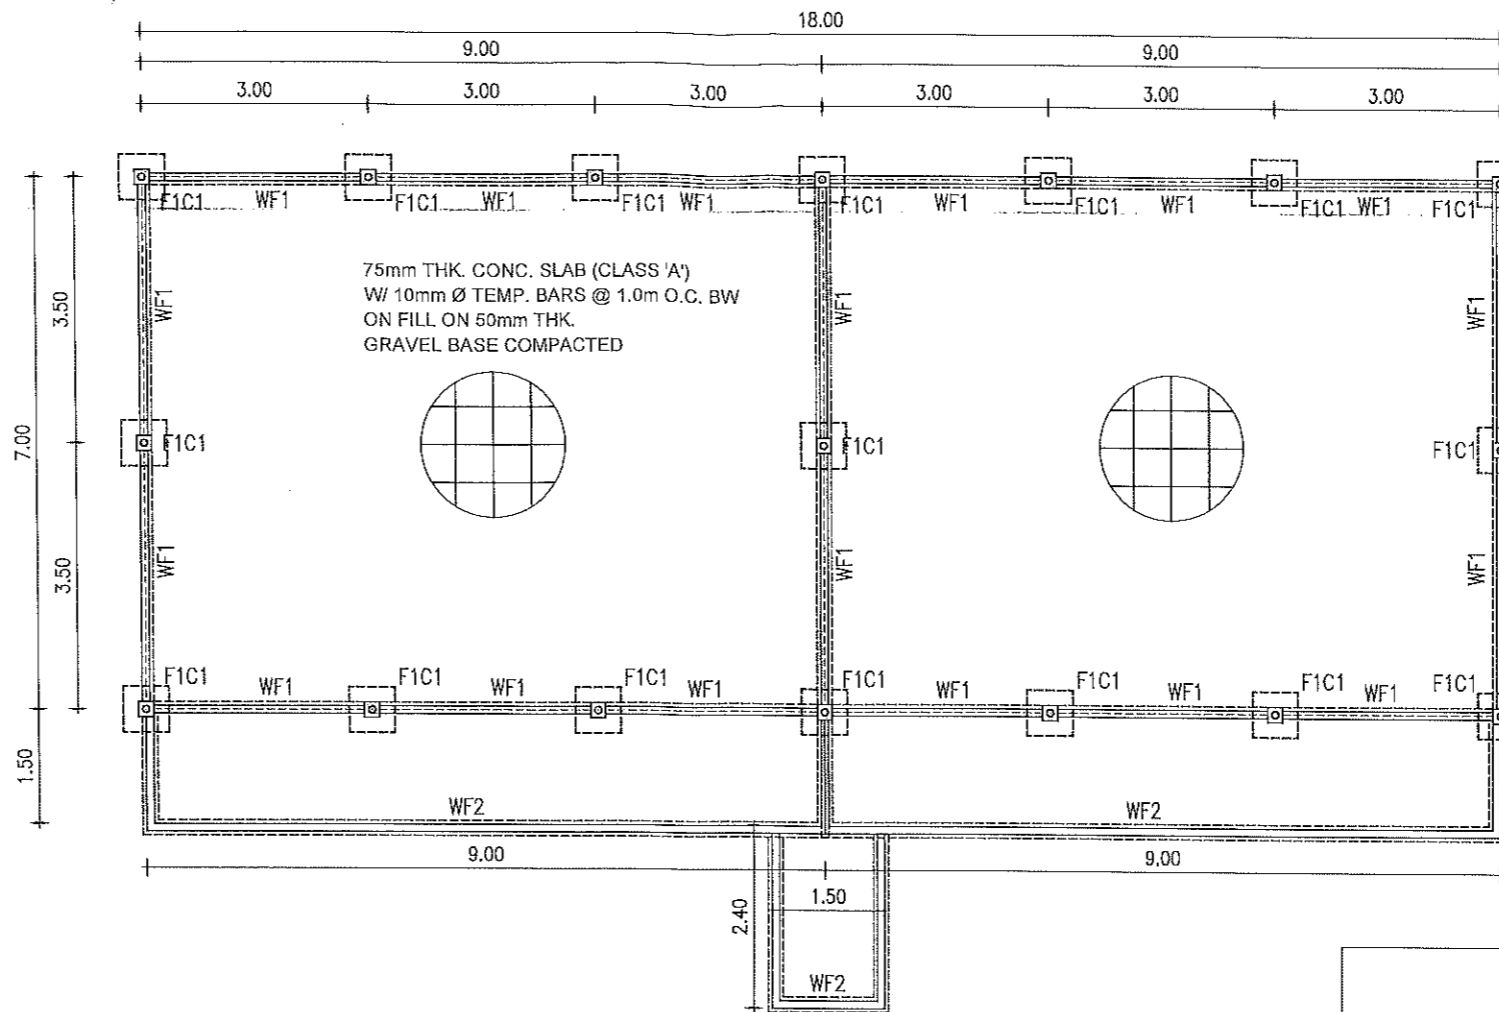 18.00
9.00 9.00
3.00 3.00 3.00 3.00 3.00 3.00
F1C1 WF1 F1C1 WF1 F1C1 WF1 F1C1 WF1 F1C1 WF1 F1C1 WF1 F1C1
75mm THK. CONC. SLAB (CLASS 'A')
W/ 10mm Ø TEMP. BARS @ 1.0m O.C. BW
ON FILL ON 50mm THK.
GRAVEL BASE COMPACTED
3.50 WF1 WF1 WF1
7.00 F1C1 F1C1 F1C1
3.50 WF1 WF1 WF1
F1C1 WF1 F1C1 WF1 F1C1 WF1 F1C1 WF1 F1C1 WF1 F1C1 WF1 F1C1
1.50
WF2 WF2
9.00 9.00
1.50
2.40
WF2